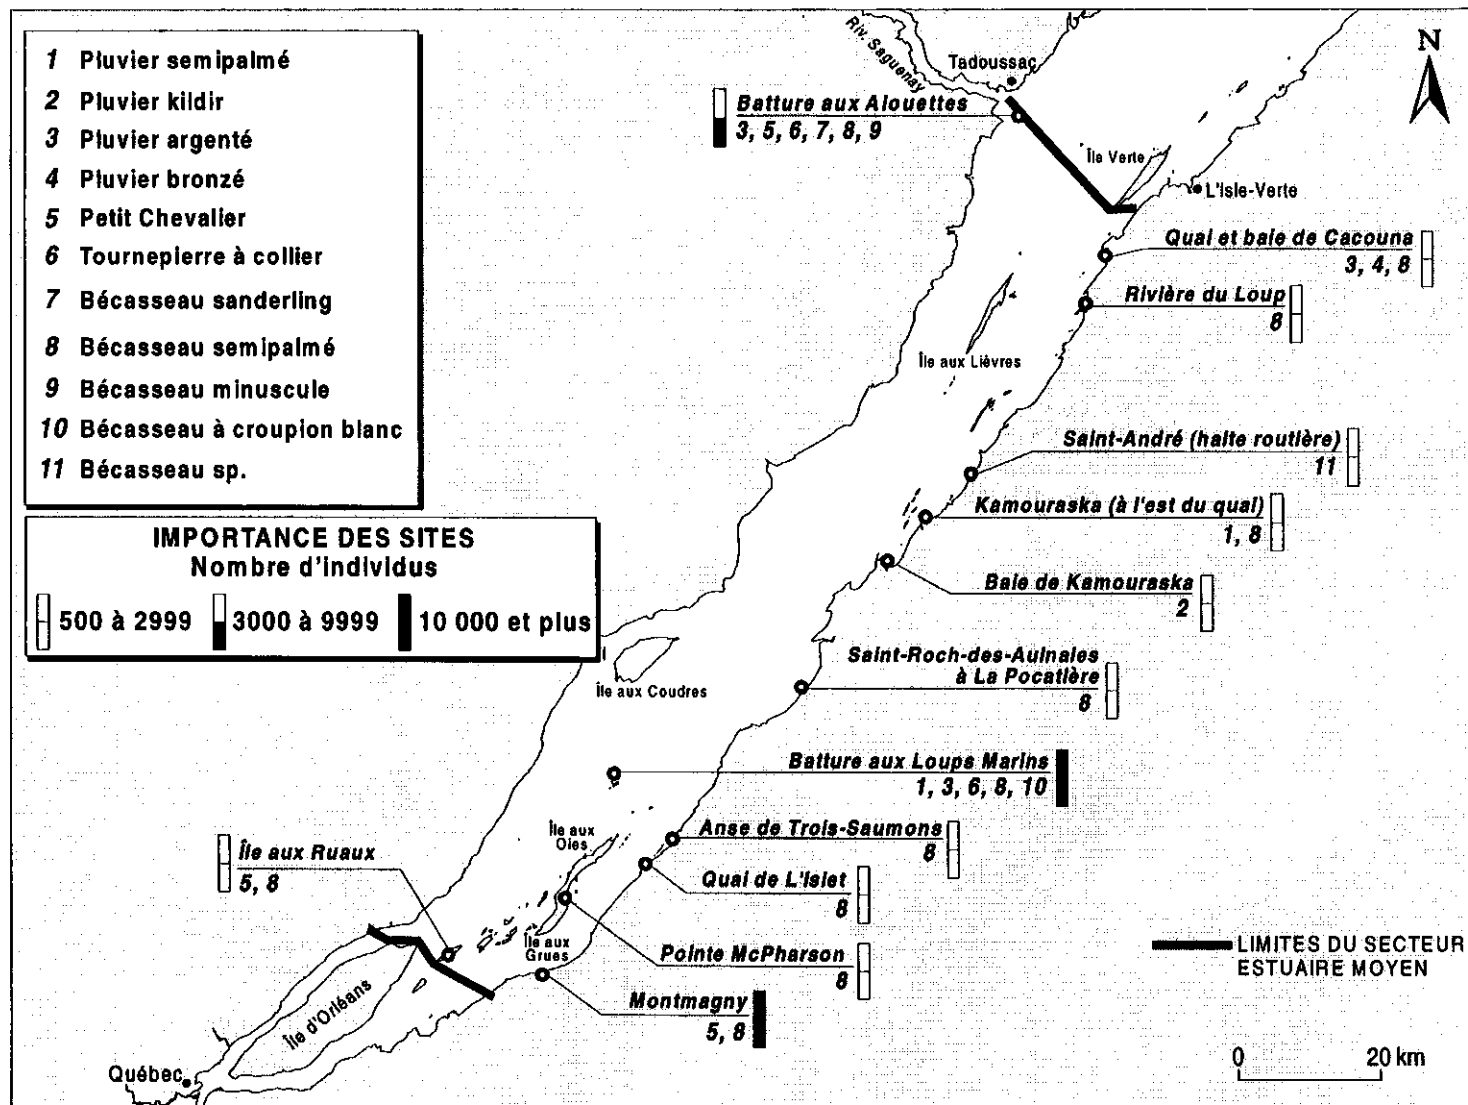 1 Pluvier semipalmé
2 Pluvier kildir
3 Pluvier argenté
4 Pluvier bronzé
5 Petit Chevalier
6 Tournepierre à collier
7 Bécasseau sanderling
8 Bécasseau semipalmé
9 Bécasseau minuscule
10 Bécasseau à croupion blanc
11 Bécasseau sp.
IMPORTANCE DES SITES
Nombre d'individus
500 à 2999 3000 à 9999 10 000 et plus
Riv. Saguenay
Tadoussac
N
Batture aux Alouettes
3, 5, 6, 7, 8, 9
Île Verte
L'Isle-Verte
Quai et baie de Cacouna
3, 4, 8
Rivière du Loup
8
Île aux Lièvres
Saint-André (halte routière)
11
Kamouraska (à l'est du quai)
1, 8
Baie de Kamouraska
2
Saint-Roch-des-Aulnaies
à La Pocatière
8
Île aux Coudres
Batture aux Loups Marins
1, 3, 6, 8, 10
Anse de Trois-Saumons
8
Île aux
Oies
Quai de L'Islet
8
Île aux Ruaux
5, 8
Île aux
Grues
Pointe McPharson
8
Montmagny
5, 8
Île d'Orléans
Québec
LIMITES DU SECTEUR
ESTUAIRE MOYEN
0 20 km